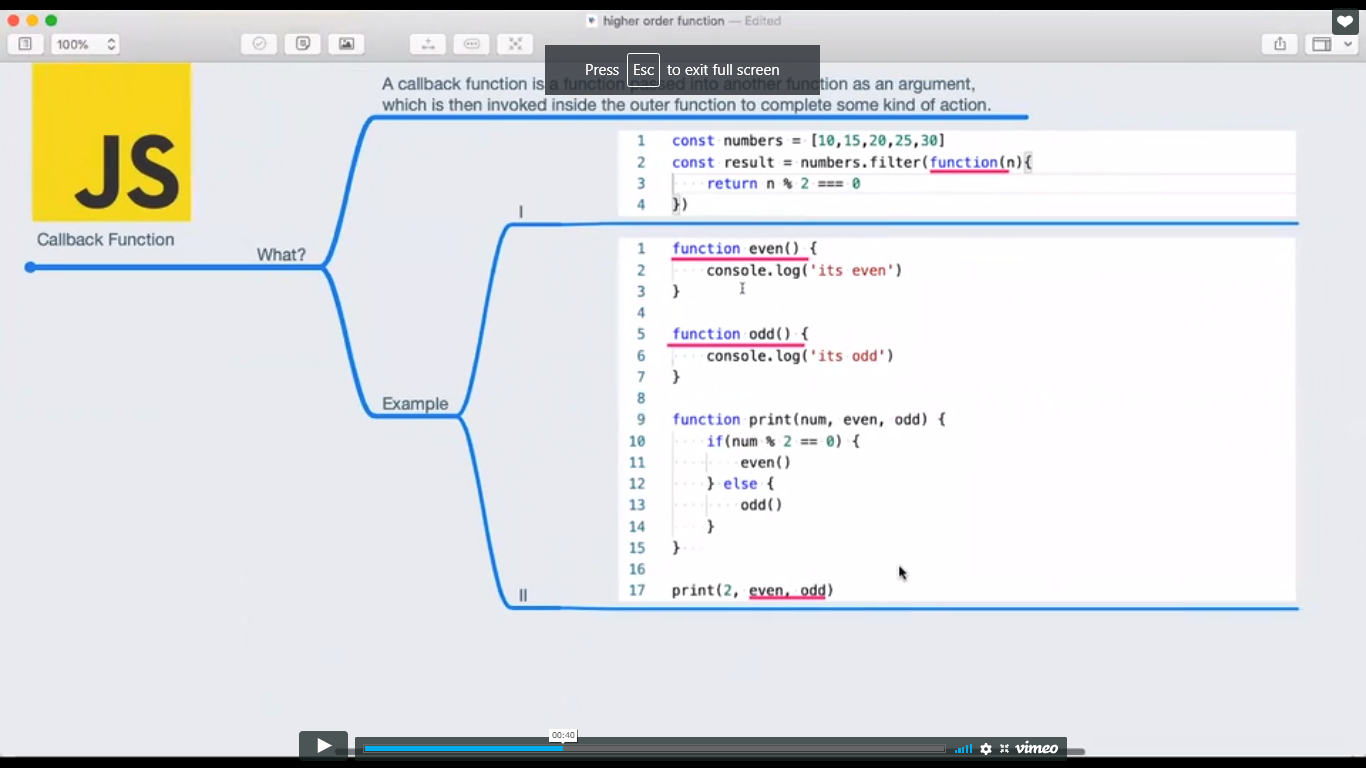 higher order function — Edited
100%
Press Esc to exit full screen
A callback function is a function passed into another function as an argument,
which is then invoked inside the outer function to complete some kind of action.
JS
Callback Function
What?
Example
I
1 const numbers = [10,15,20,25,30]
2 const result = numbers.filter(function(n){
3 return n % 2 === 0
4 })
II
1 function even() {
2 console.log('its even')
3 }
4
5 function odd() {
6 console.log('its odd')
7 }
8
9 function print(num, even, odd) {
10 if(num % 2 == 0) {
11 even()
12 } else {
13 odd()
14 }
15 }
16
17 print(2, even, odd)
00:40
vimeo